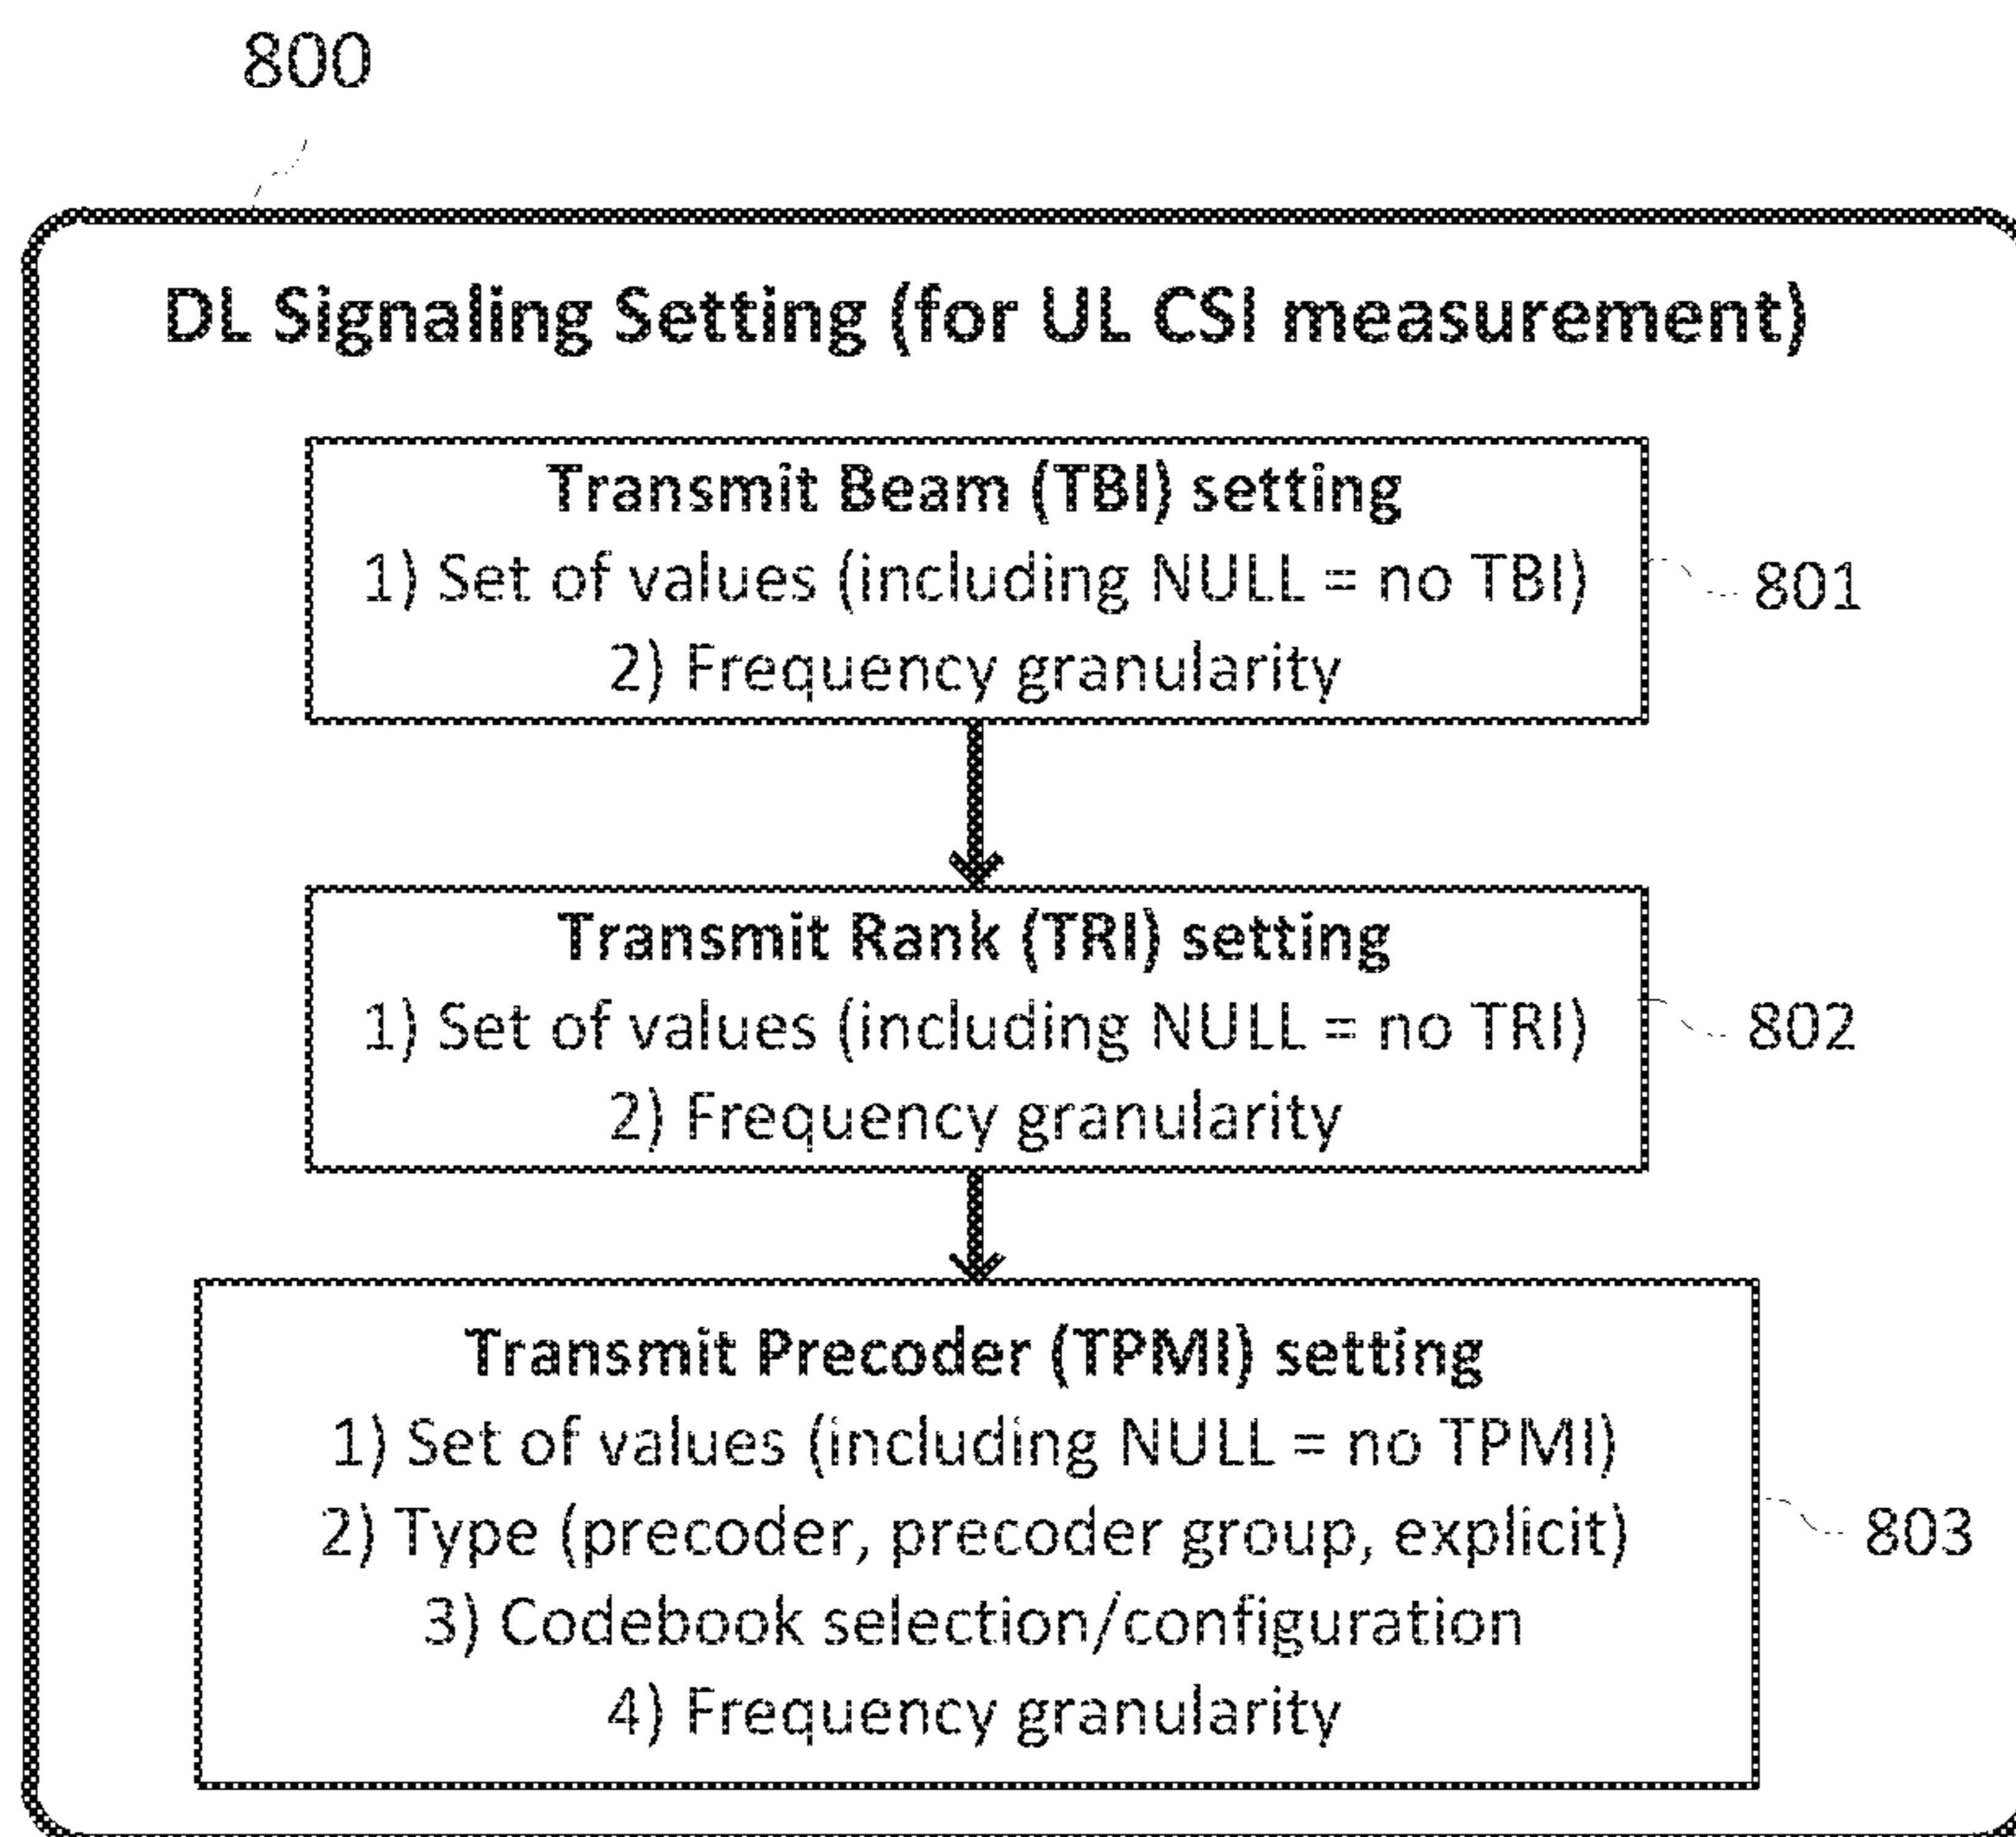 800
DL Signaling Setting (for UL CSI measurement)
Transmit Beam (TBI) setting
1) Set of values (including NULL = no TBI)
2) Frequency granularity
801
Transmit Rank (TRI) setting
1) Set of values (including NULL = no TRI)
2) Frequency granularity
802
Transmit Precoder (TPMI) setting
1) Set of values (including NULL = no TPMI)
2) Type (precoder, precoder group, explicit)
3) Codebook selection/configuration
4) Frequency granularity
803